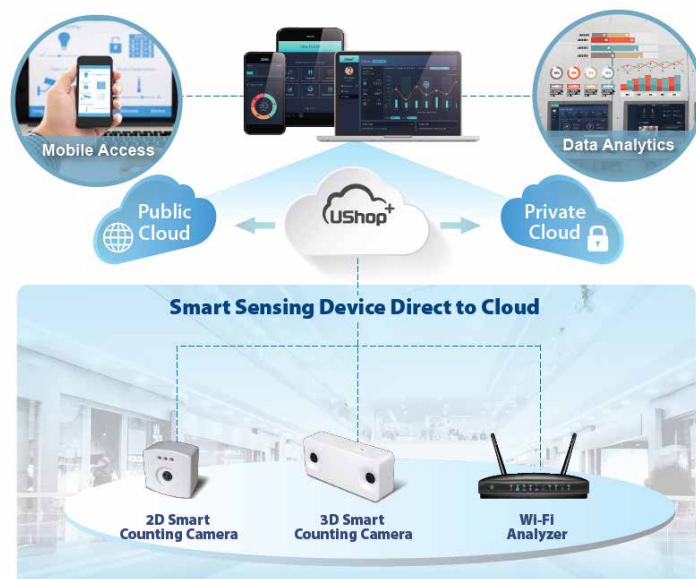 Mobile Access
Data Analytics
Public
Cloud
UShop+
Private
Cloud
Smart Sensing Device Direct to Cloud
2D Smart
Counting Camera
3D Smart
Counting Camera
Wi-Fi
Analyzer